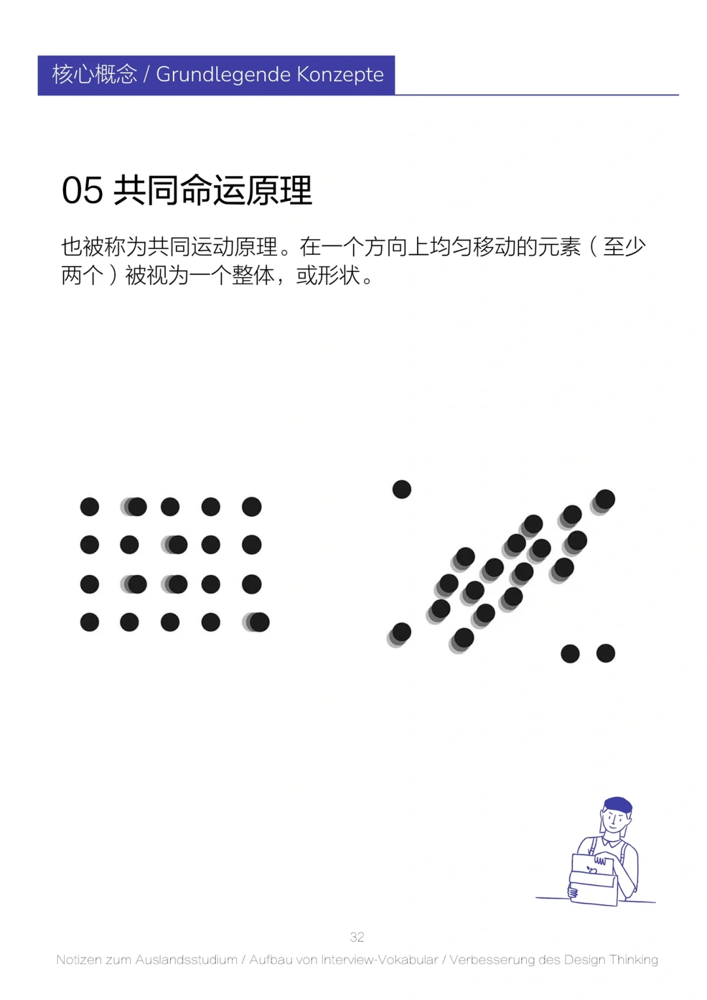 核心概念 / Grundlegende Konzepte
05 共同命运原理
也被称为共同运动原理。在一个方向上均匀移动的元素（至少
两个）被视为一个整体，或形状。
32
Notizen zum Auslandsstudium / Aufbau von Interview-Vokabular / Verbesserung des Design Thinking